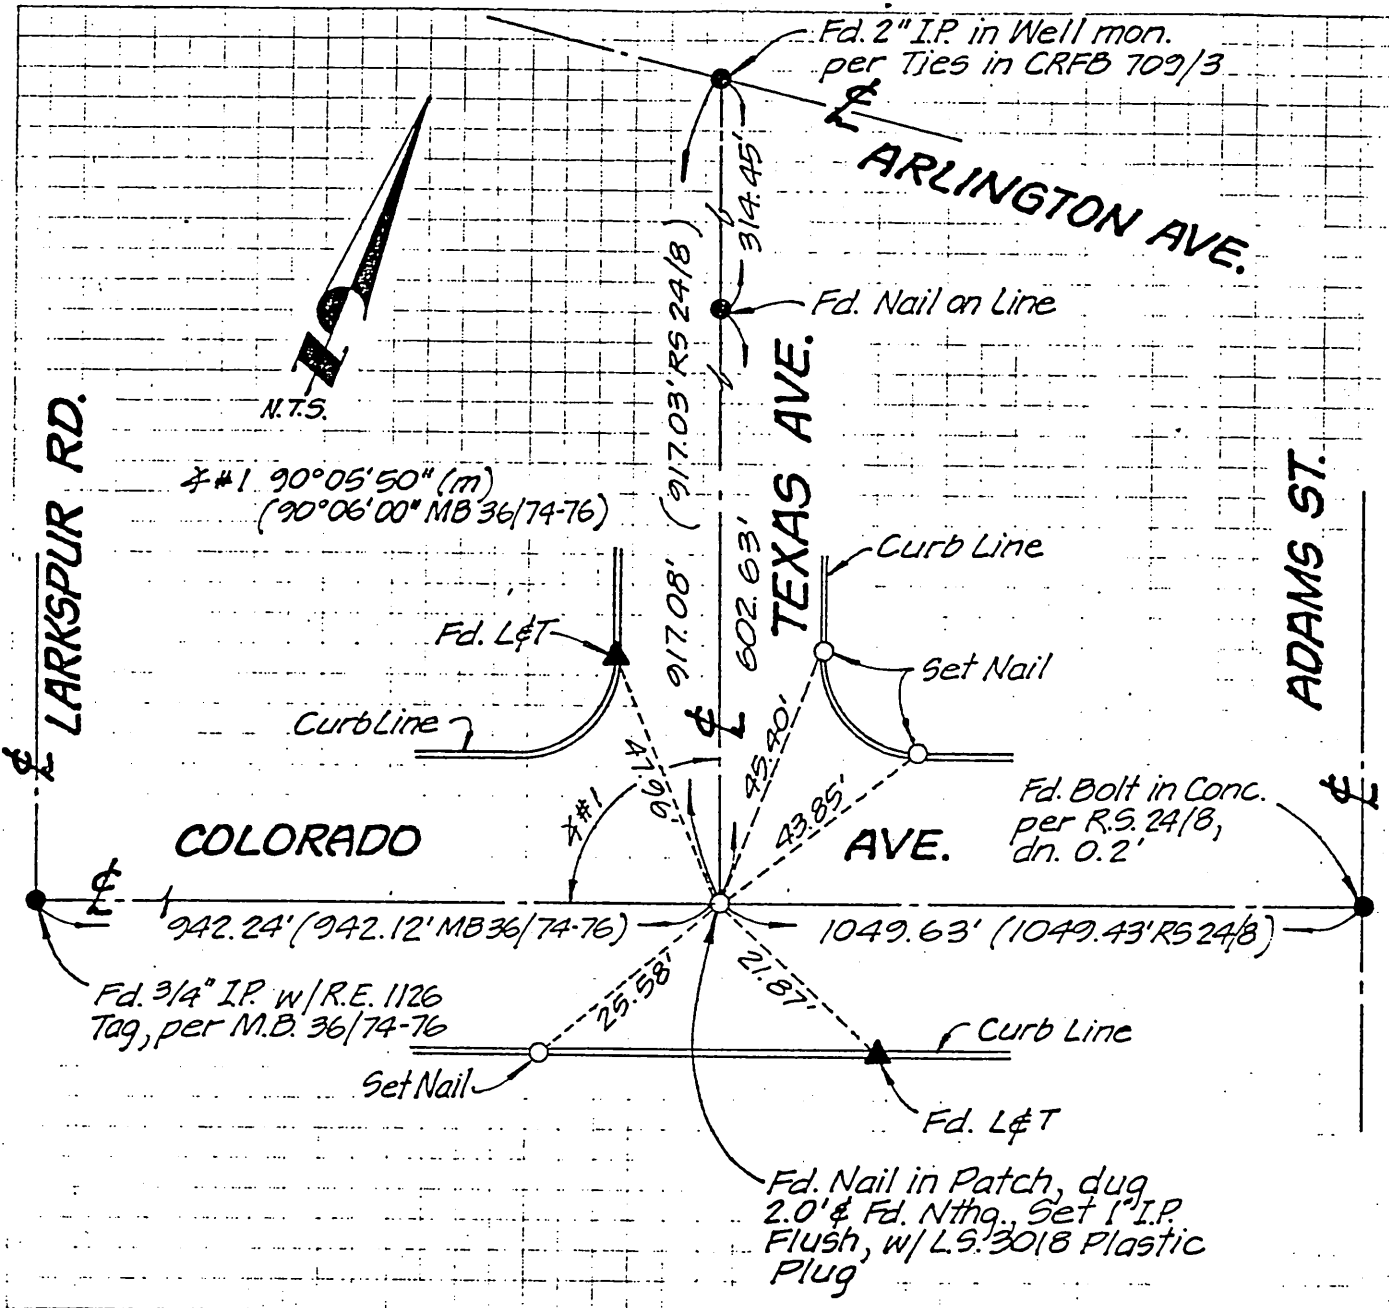 Fd. 2" I.P. in Well mon.
per Ties in CRFB 709/3
℄
ARLINGTON AVE.
314.45'
Fd. Nail on Line
917.08' (917.03' RS 24/8)
602.63'
TEXAS AVE.
℄
N
N.T.S.
∡#1 90°05'50" (m)
(90°06'00" MB 36/74-76)
LARKSPUR RD.
℄
ADAMS ST.
℄
Curb Line
Fd. L&T
Set Nail
Curb Line
47.99'
45.40'
43.85'
∡#1
Fd. Bolt in Conc.
per R.S. 24/8,
dn. 0.2'
COLORADO AVE.
℄
942.24' (942.12' MB 36/74-76)
1049.63' (1049.43' RS 24/8)
25.58'
21.87'
Fd. 3/4" I.P. w/R.E. 1126
Tag, per M.B. 36/74-76
Curb Line
Set Nail
Fd. L&T
Fd. Nail in Patch, dug
2.0' & Fd. Nthg., Set 1" I.P.
Flush, w/ L.S. 3018 Plastic
Plug